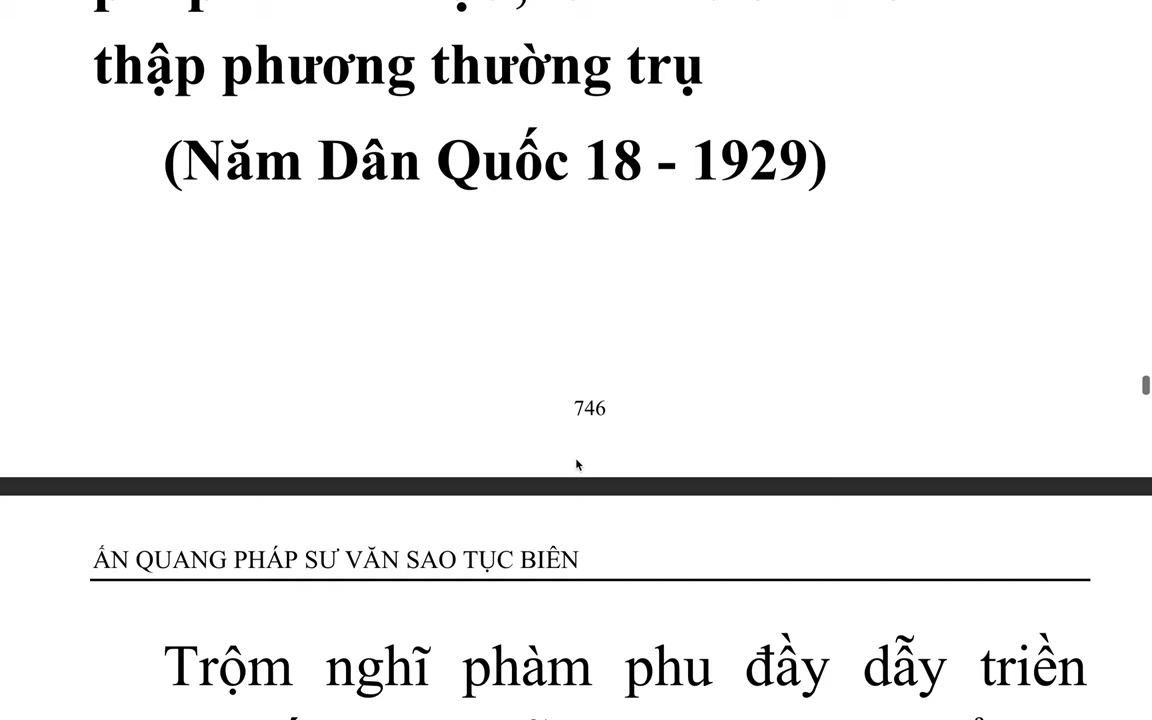 thập phương thường trụ
(Năm Dân Quốc 18 - 1929)
746
ẤN QUANG PHÁP SƯ VĂN SAO TỤC BIÊN
Trộm nghĩ phàm phu đầy dẫy triền